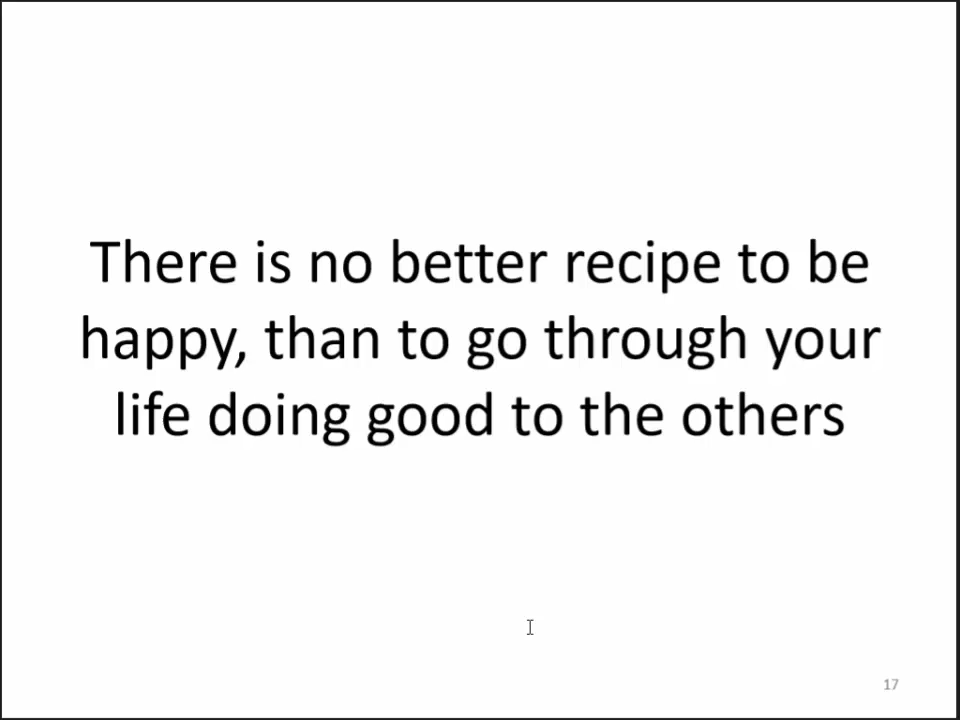 There is no better recipe to be
happy, than to go through your
life doing good to the others
17